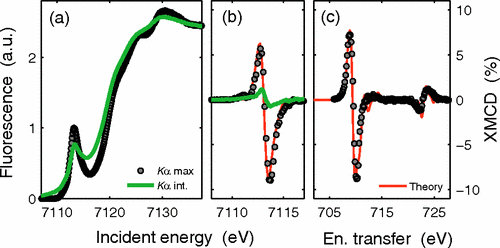 (a)
(b)
(c)
Fluorescence (a.u.)
2
1
0
Kα max
Kα int.
7110
7120
7130
Incident energy (eV)
7110
7115
Theory
7705
715
725
En. transfer (eV)
10
5
0
−5
−10
XMCD (%)